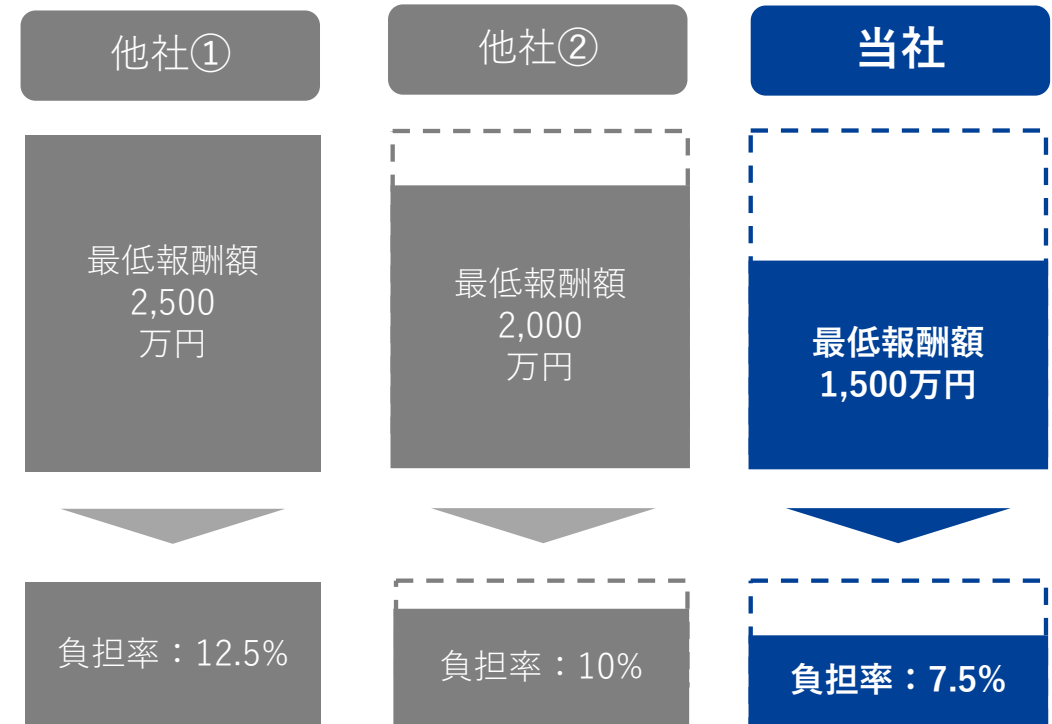 他社①
他社②
当社
最低報酬額
2,500
万円
最低報酬額
2,000
万円
最低報酬額
1,500万円
負担率：12.5%
負担率：10%
負担率：7.5%